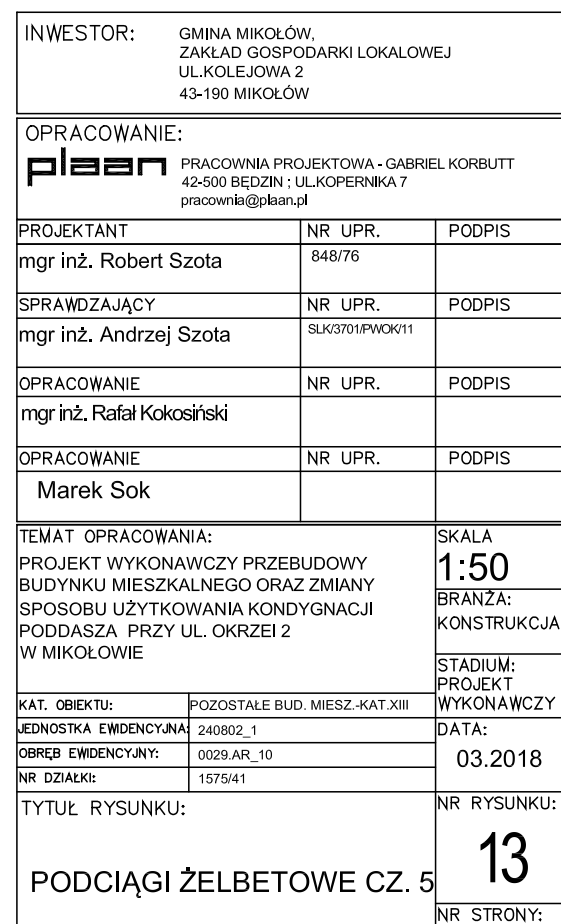 INWESTOR: GMINA MIKOŁÓW,
ZAKŁAD GOSPODARKI LOKALOWEJ
UL.KOLEJOWA 2
43-190 MIKOŁÓW
OPRACOWANIE:
plaan PRACOWNIA PROJEKTOWA - GABRIEL KORBUTT
42-500 BĘDZIN ; UL.KOPERNIKA 7
pracownia@plaan.pl
PROJEKTANT NR UPR. PODPIS
mgr inż. Robert Szota 848/76
SPRAWDZAJĄCY NR UPR. PODPIS
mgr inż. Andrzej Szota SLK/3701/PWOK/11
OPRACOWANIE NR UPR. PODPIS
mgr inż. Rafał Kokosiński
OPRACOWANIE NR UPR. PODPIS
Marek Sok
TEMAT OPRACOWANIA:
PROJEKT WYKONAWCZY PRZEBUDOWY
BUDYNKU MIESZKALNEGO ORAZ ZMIANY
SPOSOBU UŻYTKOWANIA KONDYGNACJI
PODDASZA PRZY UL. OKRZEI 2
W MIKOŁOWIE
SKALA
1:50
BRANŻA:
KONSTRUKCJA
STADIUM:
PROJEKT
WYKONAWCZY
KAT. OBIEKTU: POZOSTAŁE BUD. MIESZ.-KAT.XIII
JEDNOSTKA EWIDENCYJNA: 240802_1
OBRĘB EWIDENCYJNY: 0029.AR_10
NR DZIAŁKI: 1575/41
DATA:
03.2018
TYTUŁ RYSUNKU:
PODCIĄGI ŻELBETOWE CZ. 5
NR RYSUNKU:
13
NR STRONY: